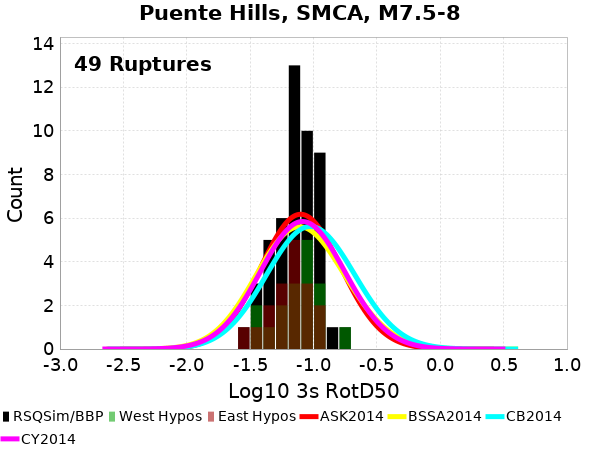 Puente Hills, SMCA, M7.5-8
49 Ruptures
Count
14
12
10
8
6
4
2
0
-3.0 -2.5 -2.0 -1.5 -1.0 -0.5 0.0 0.5 1.0
Log10 3s RotD50
RSQSim/BBP West Hypos East Hypos ASK2014 BSSA2014 CB2014
CY2014